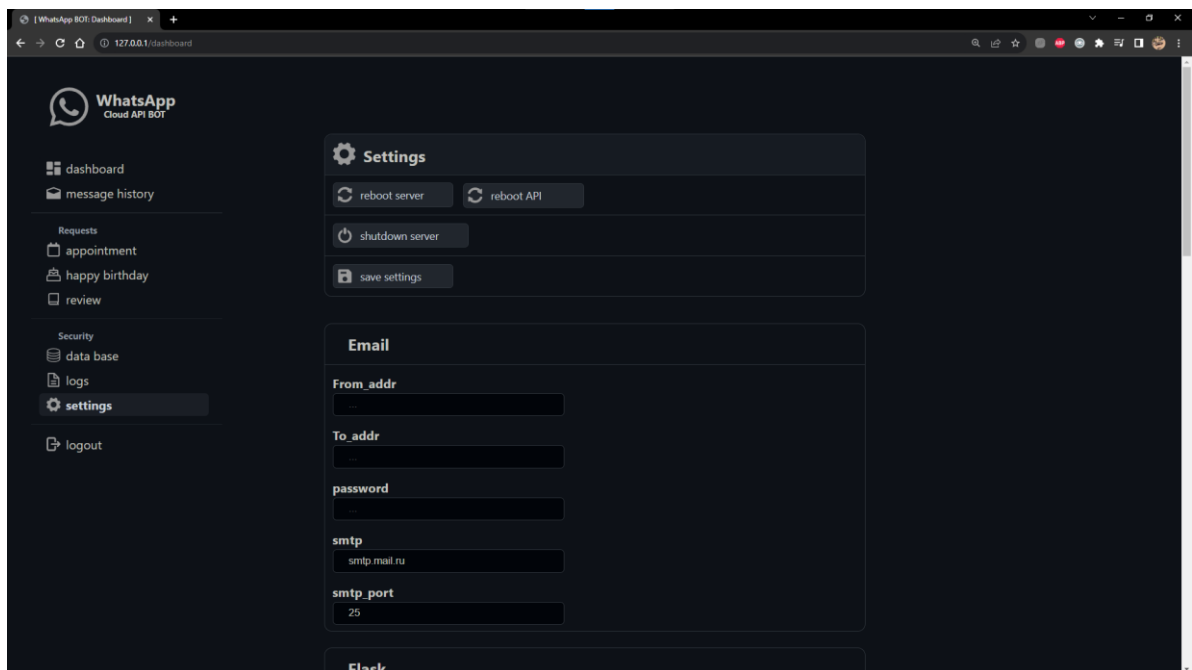 [ WhatsApp BOT: Dashboard ]
127.0.0.1/dashboard
WhatsApp
Cloud API BOT
dashboard
message history
Requests
appointment
happy birthday
review
Security
data base
logs
settings
logout
Settings
reboot server
reboot API
shutdown server
save settings
Email
From_addr
...
To_addr
...
password
...
smtp
smtp.mail.ru
smtp_port
25
Flask